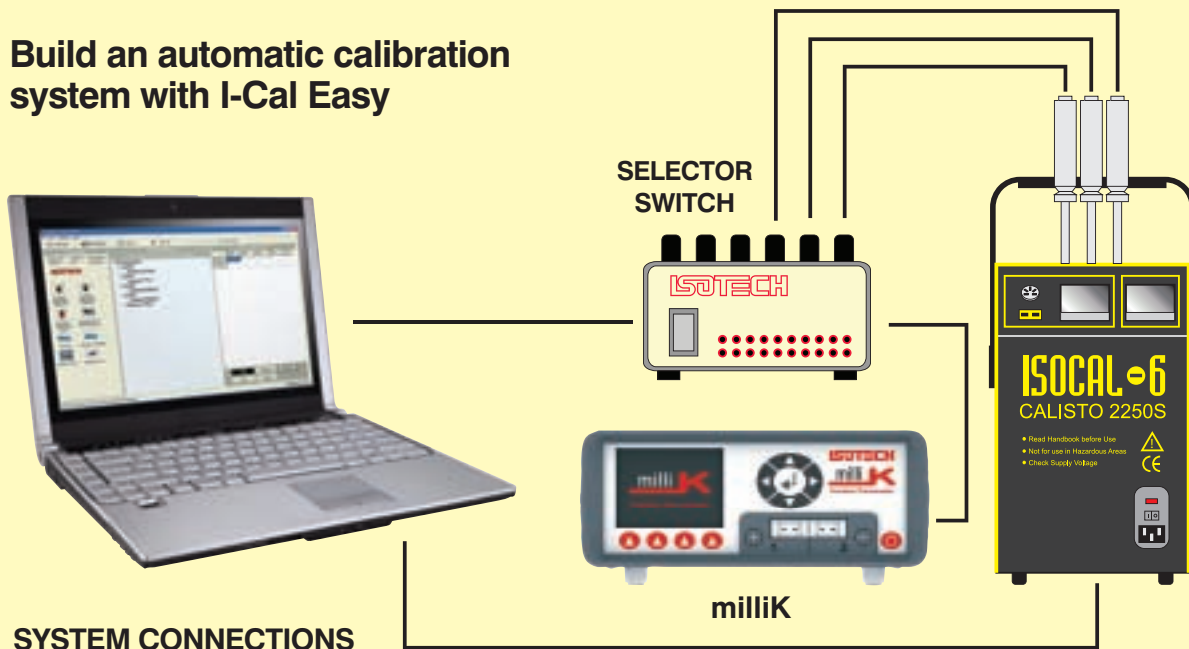 Build an automatic calibration
system with I-Cal Easy
SELECTOR
SWITCH
ISOTECH
ISOCAL-6
CALISTO 2250S
• Read Handbook before Use
• Not for use in Hazardous Areas
• Check Supply Voltage
CE
ISOTECH
milliK
milliK
milliK
SYSTEM CONNECTIONS